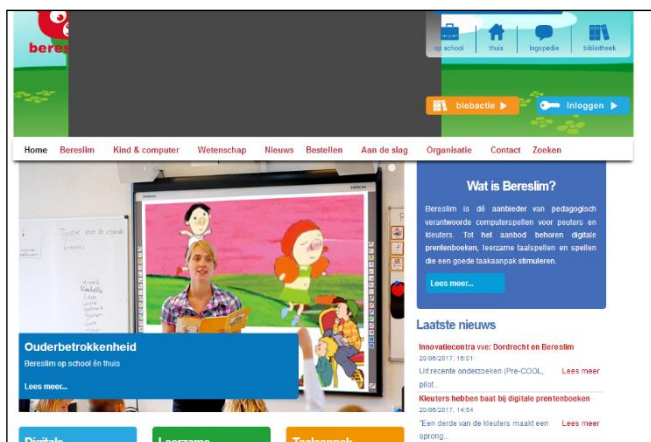 beres
op school thuis logopedie bibliotheek
biebactie
Inloggen
Home Bereslim Kind & computer Wetenschap Nieuws Bestellen Aan de slag Organisatie Contact Zoeken
Ouderbetrokkenheid
Bereslim op school én thuis
Lees meer...
Wat is Bereslim?
Bereslim is dé aanbieder van pedagogisch
verantwoorde computerspellen voor peuters en
kleuters. Tot het aanbod behoren digitale
prentenboeken, leerzame taalspellen en spellen
die een goede taakaanpak stimuleren.
Lees meer...
Laatste nieuws
Innovatiecentra vve: Dordrecht en Bereslim
20/06/2017, 15:01
Uit recente onderzoeken (Pre-COOL, Lees meer
pilot...
Kleuters hebben baat bij digitale prentenboeken
20/06/2017, 14:54
"Een derde van de kleuters maakt een Lees meer
sprong...
Digitale Leerzame Taakaanpak